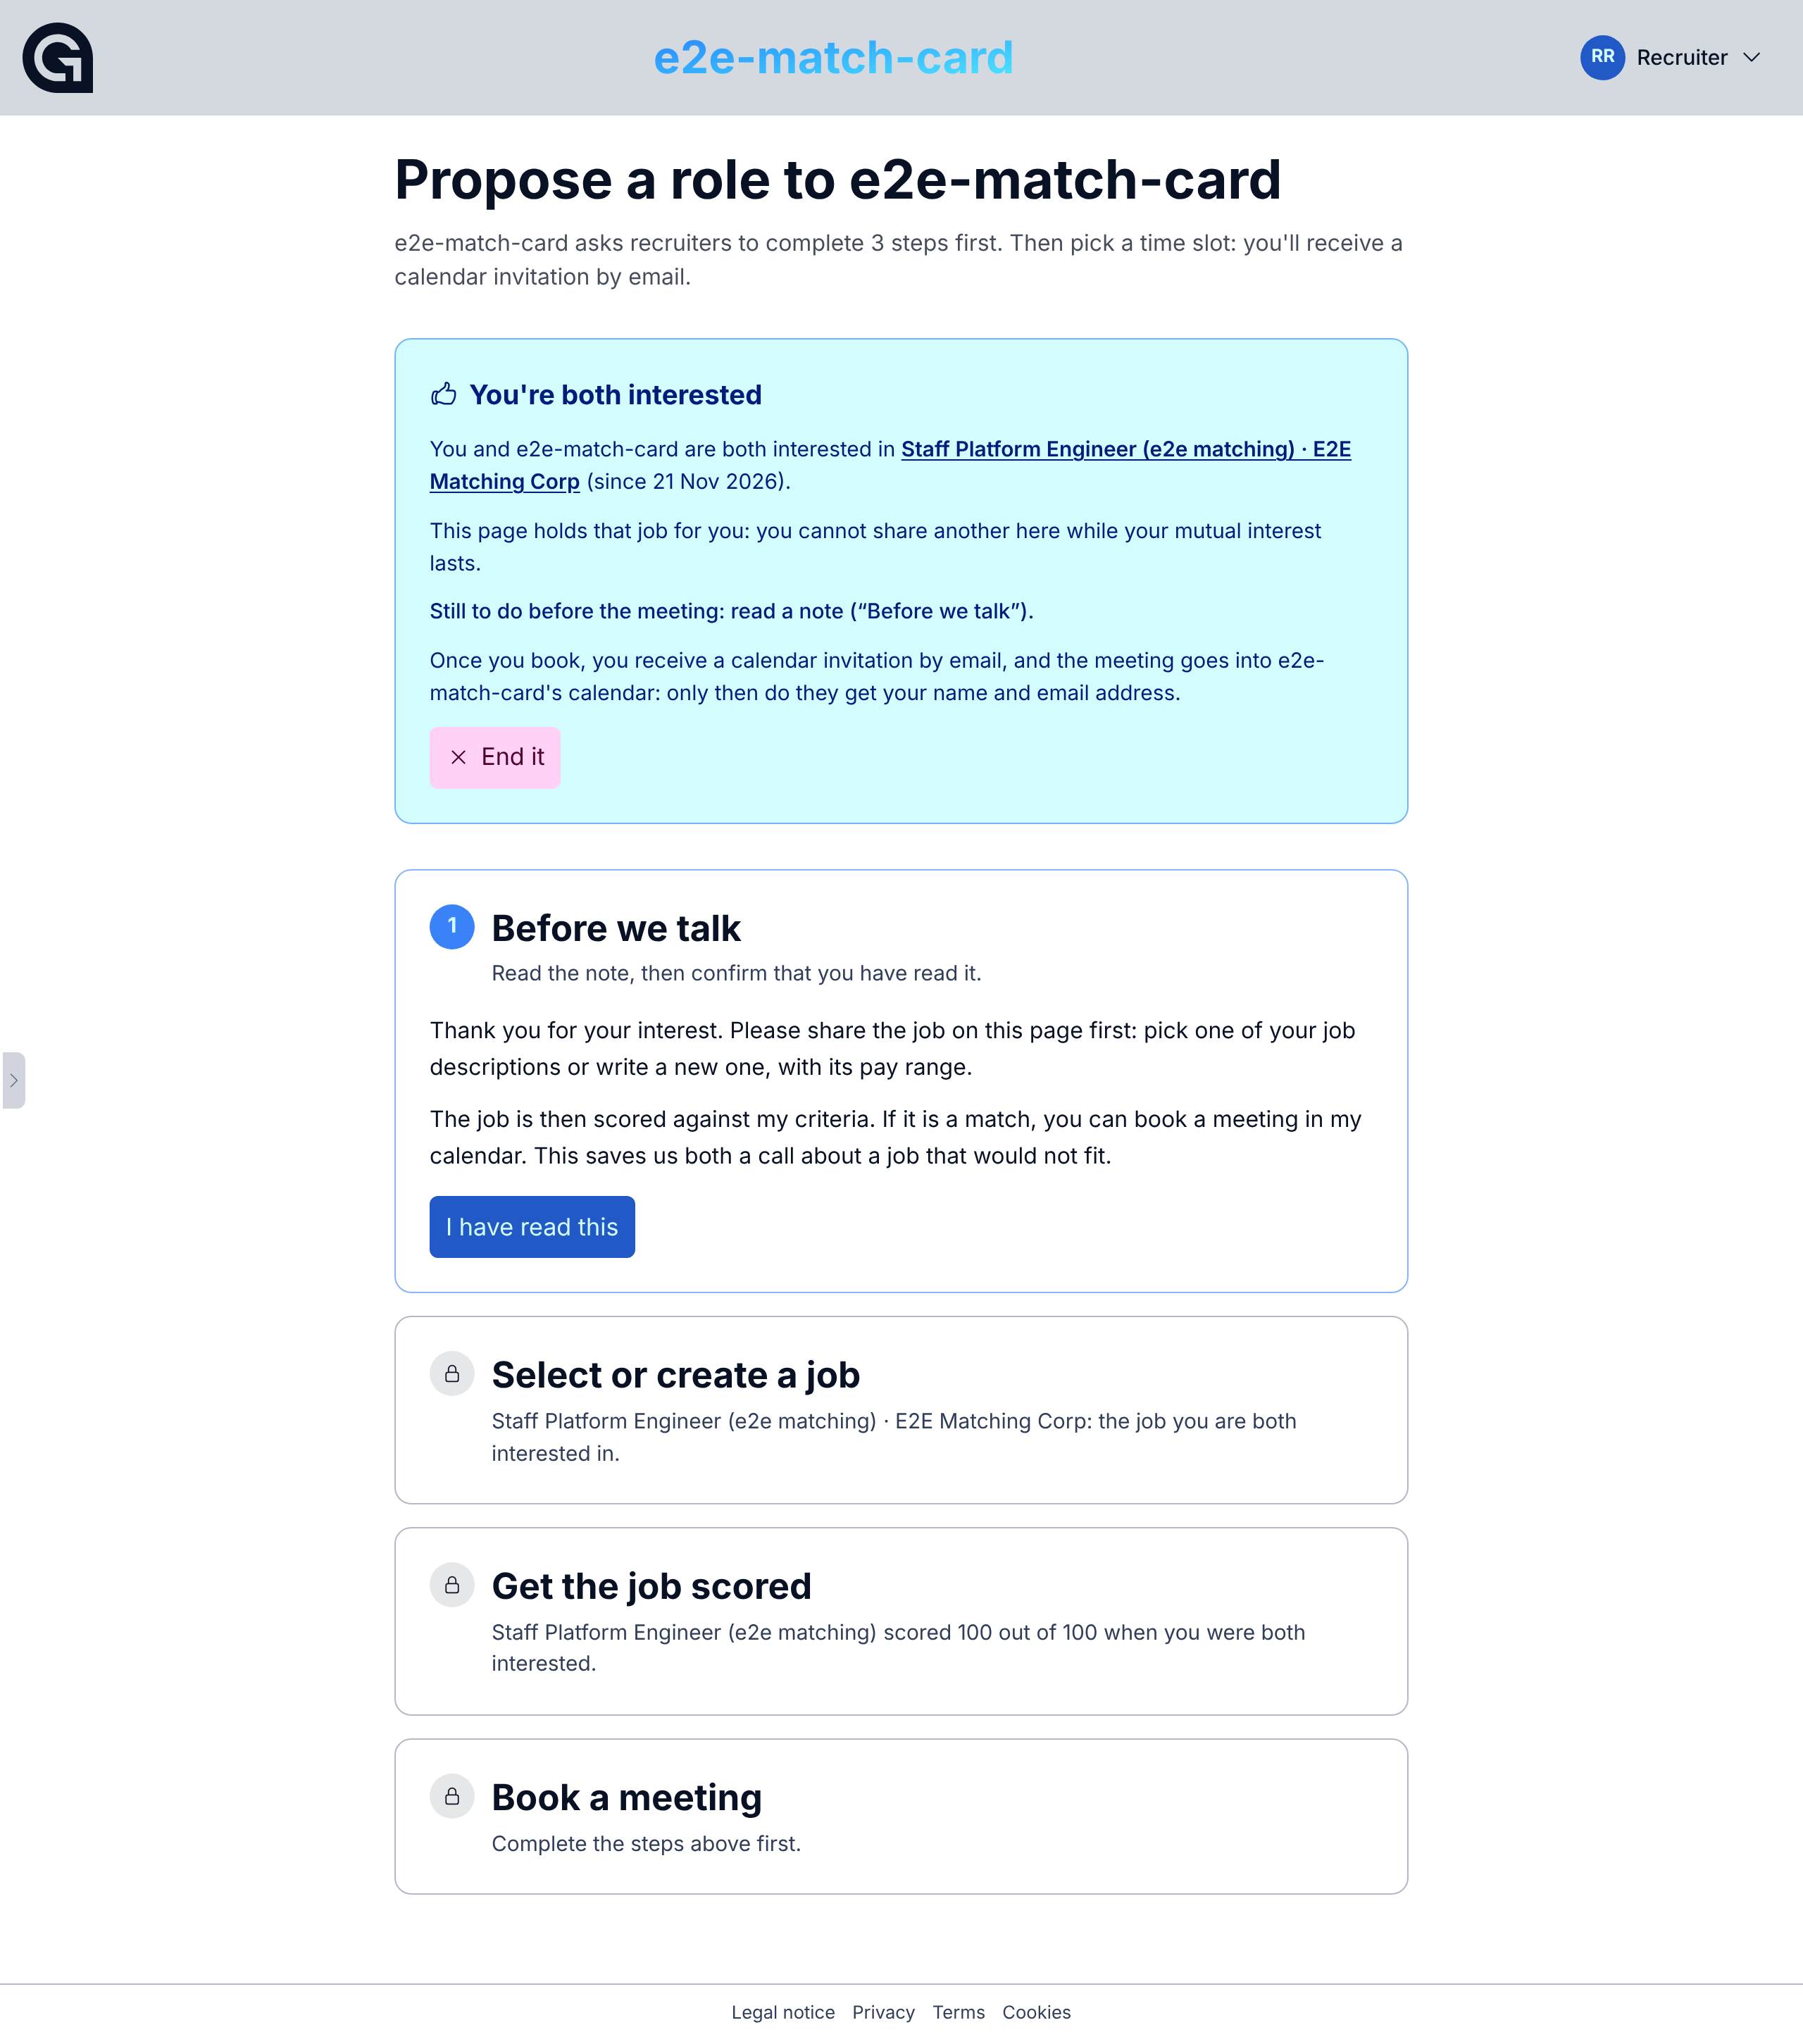 e2e-match-card
RR Recruiter
Propose a role to e2e-match-card
e2e-match-card asks recruiters to complete 3 steps first. Then pick a time slot: you'll receive a
calendar invitation by email.
You're both interested
You and e2e-match-card are both interested in Staff Platform Engineer (e2e matching) · E2E
Matching Corp (since 21 Nov 2026).
This page holds that job for you: you cannot share another here while your mutual interest
lasts.
Still to do before the meeting: read a note (“Before we talk”).
Once you book, you receive a calendar invitation by email, and the meeting goes into e2e-
match-card's calendar: only then do they get your name and email address.
End it
1 Before we talk
Read the note, then confirm that you have read it.
Thank you for your interest. Please share the job on this page first: pick one of your job
descriptions or write a new one, with its pay range.
The job is then scored against my criteria. If it is a match, you can book a meeting in my
calendar. This saves us both a call about a job that would not fit.
I have read this
Select or create a job
Staff Platform Engineer (e2e matching) · E2E Matching Corp: the job you are both
interested in.
Get the job scored
Staff Platform Engineer (e2e matching) scored 100 out of 100 when you were both
interested.
Book a meeting
Complete the steps above first.
Legal notice Privacy Terms Cookies